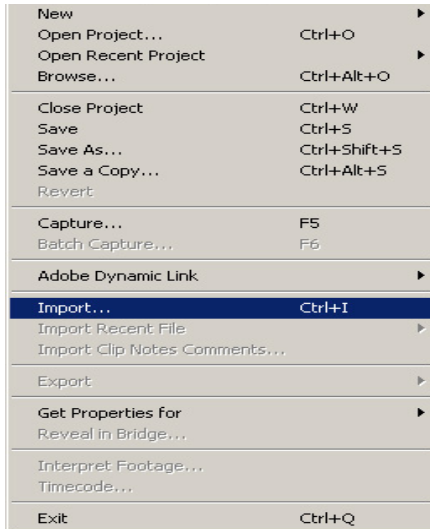 New
Open Project... Ctrl+O
Open Recent Project
Browse... Ctrl+Alt+O
Close Project Ctrl+W
Save Ctrl+S
Save As... Ctrl+Shift+S
Save a Copy... Ctrl+Alt+S
Revert
Capture... F5
Batch Capture... F6
Adobe Dynamic Link
Import... Ctrl+I
Import Recent File
Import Clip Notes Comments...
Export
Get Properties for
Reveal in Bridge...
Interpret Footage...
Timecode...
Exit Ctrl+Q